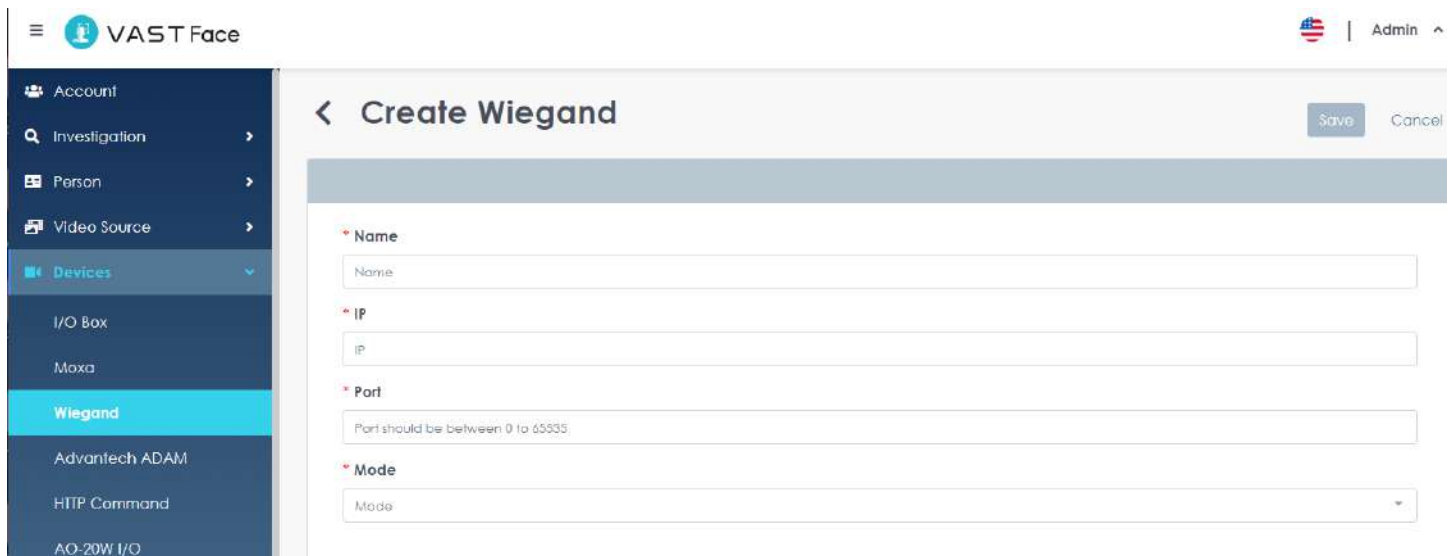 VAST Face
Admin
Account
Investigation
Person
Video Source
Devices
I/O Box
Moxa
Wiegand
Advantech ADAM
HTTP Command
AO-20W I/O
Create Wiegand
Save
Cancel
* Name
Name
* IP
IP
* Port
Port should be between 0 to 65535
* Mode
Mode